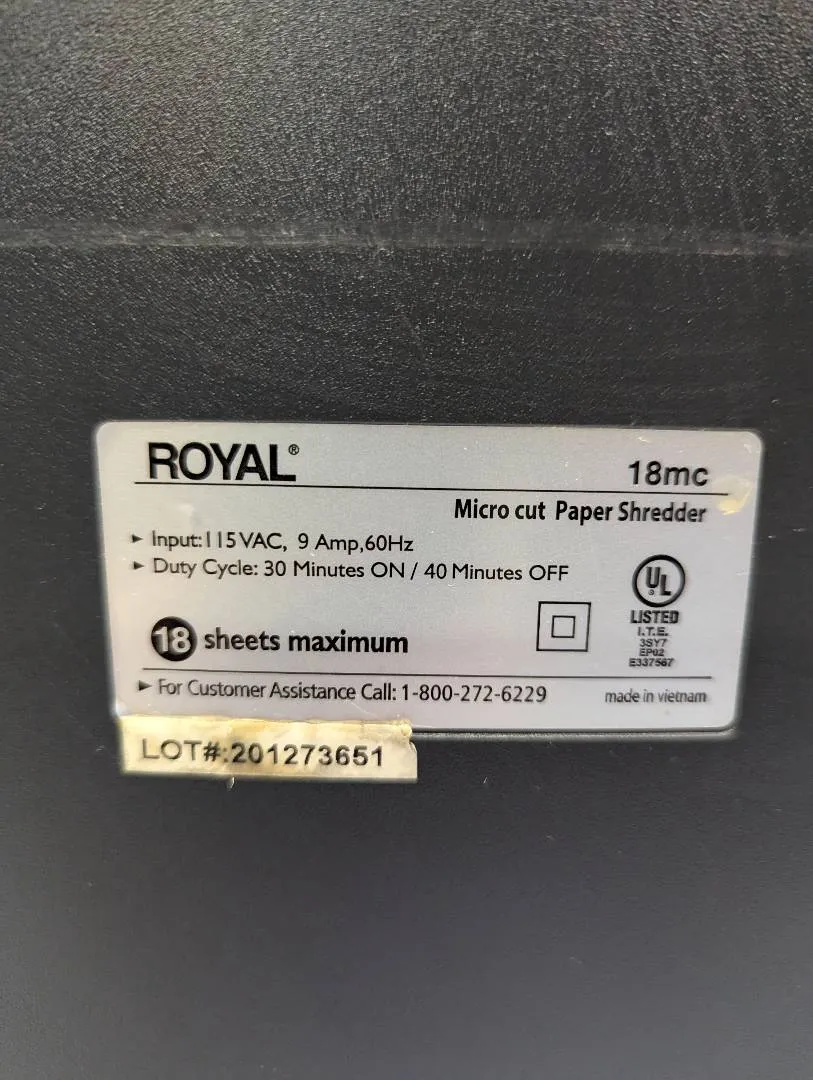 ROYAL®
18mc
Micro cut Paper Shredder
▸ Input:115VAC, 9 Amp,60Hz
▸ Duty Cycle: 30 Minutes ON / 40 Minutes OFF
UL
LISTED
I.T.E.
3SY7
EP02
E337567
18 sheets maximum
▸ For Customer Assistance Call: 1-800-272-6229
made in vietnam
LOT#:201273651